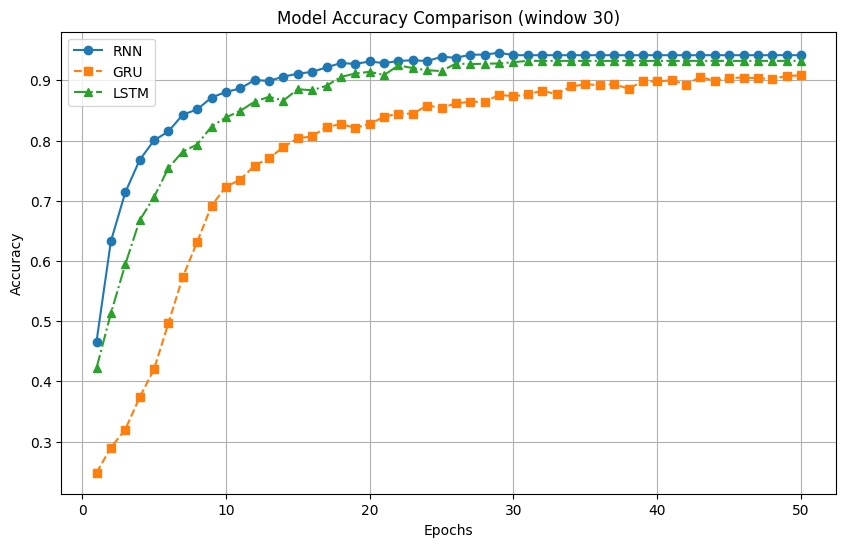 Model Accuracy Comparison (window 30)
RNN
GRU
LSTM
Accuracy
0.9
0.8
0.7
0.6
0.5
0.4
0.3
0 10 20 30 40 50
Epochs